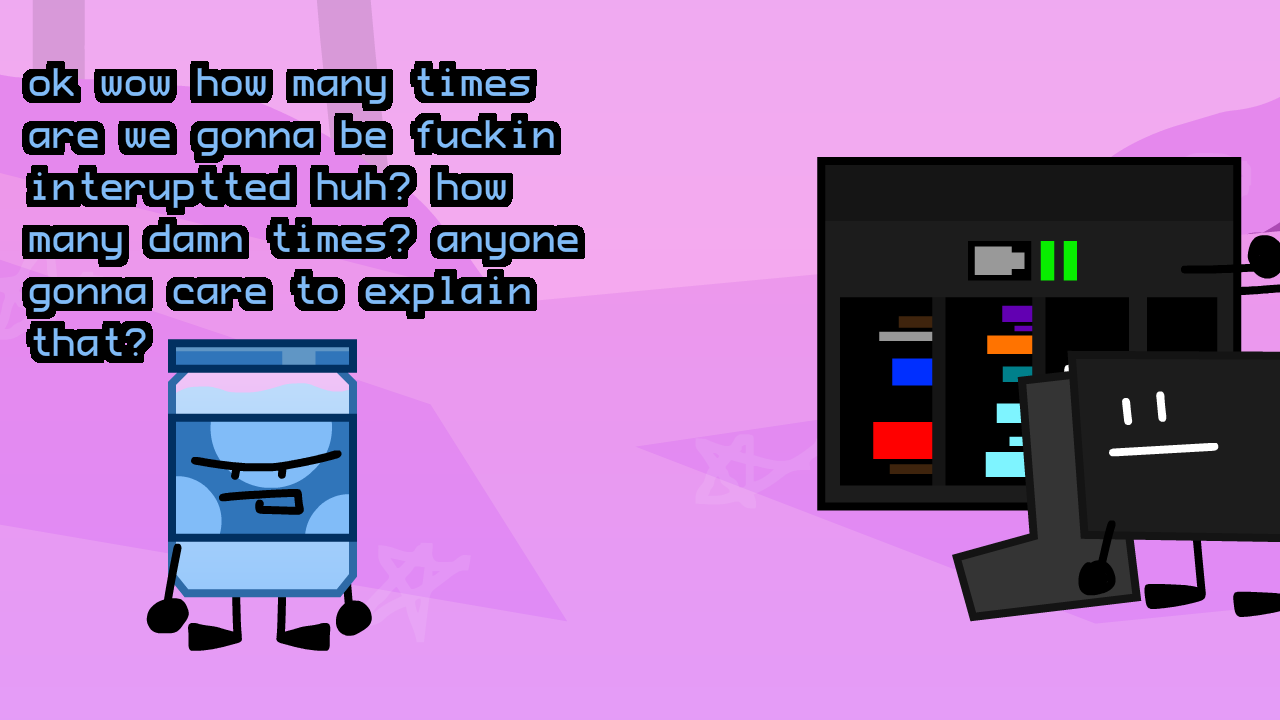 ok wow how many times
are we gonna be fuckin
interuptted huh? how
many damn times? anyone
gonna care to explain
that?